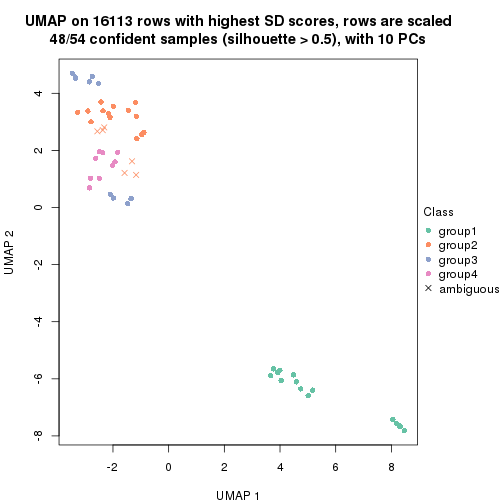 UMAP on 16113 rows with highest SD scores, rows are scaled
48/54 confident samples (silhouette > 0.5), with 10 PCs
4
2
0
-2
-4
-6
-8
UMAP 2
-2
0
2
4
6
8
UMAP 1
Class
group1
group2
group3
group4
ambiguous